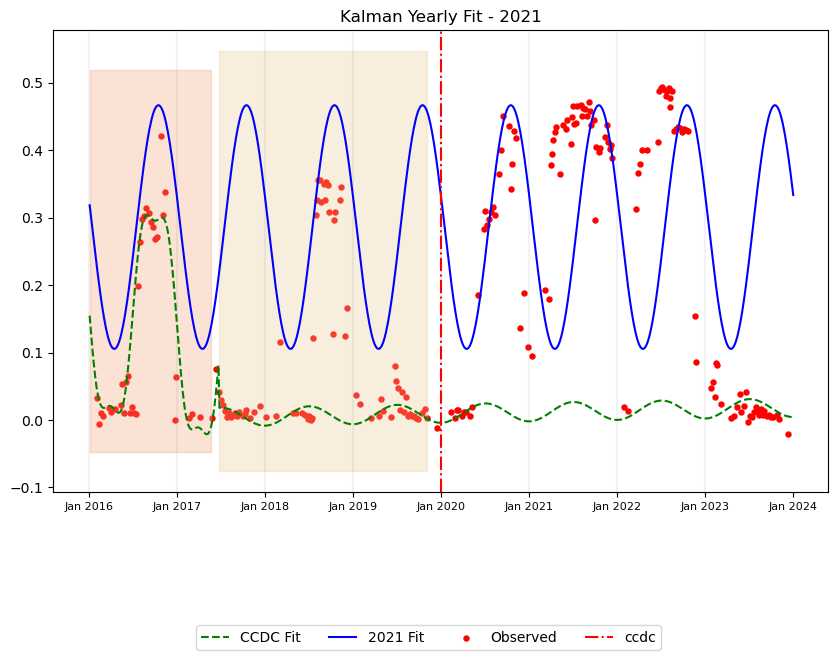 Kalman Yearly Fit - 2021
0.5
0.4
0.3
0.2
0.1
0.0
−0.1
Jan 2016 Jan 2017 Jan 2018 Jan 2019 Jan 2020 Jan 2021 Jan 2022 Jan 2023 Jan 2024
CCDC Fit 2021 Fit Observed ccdc